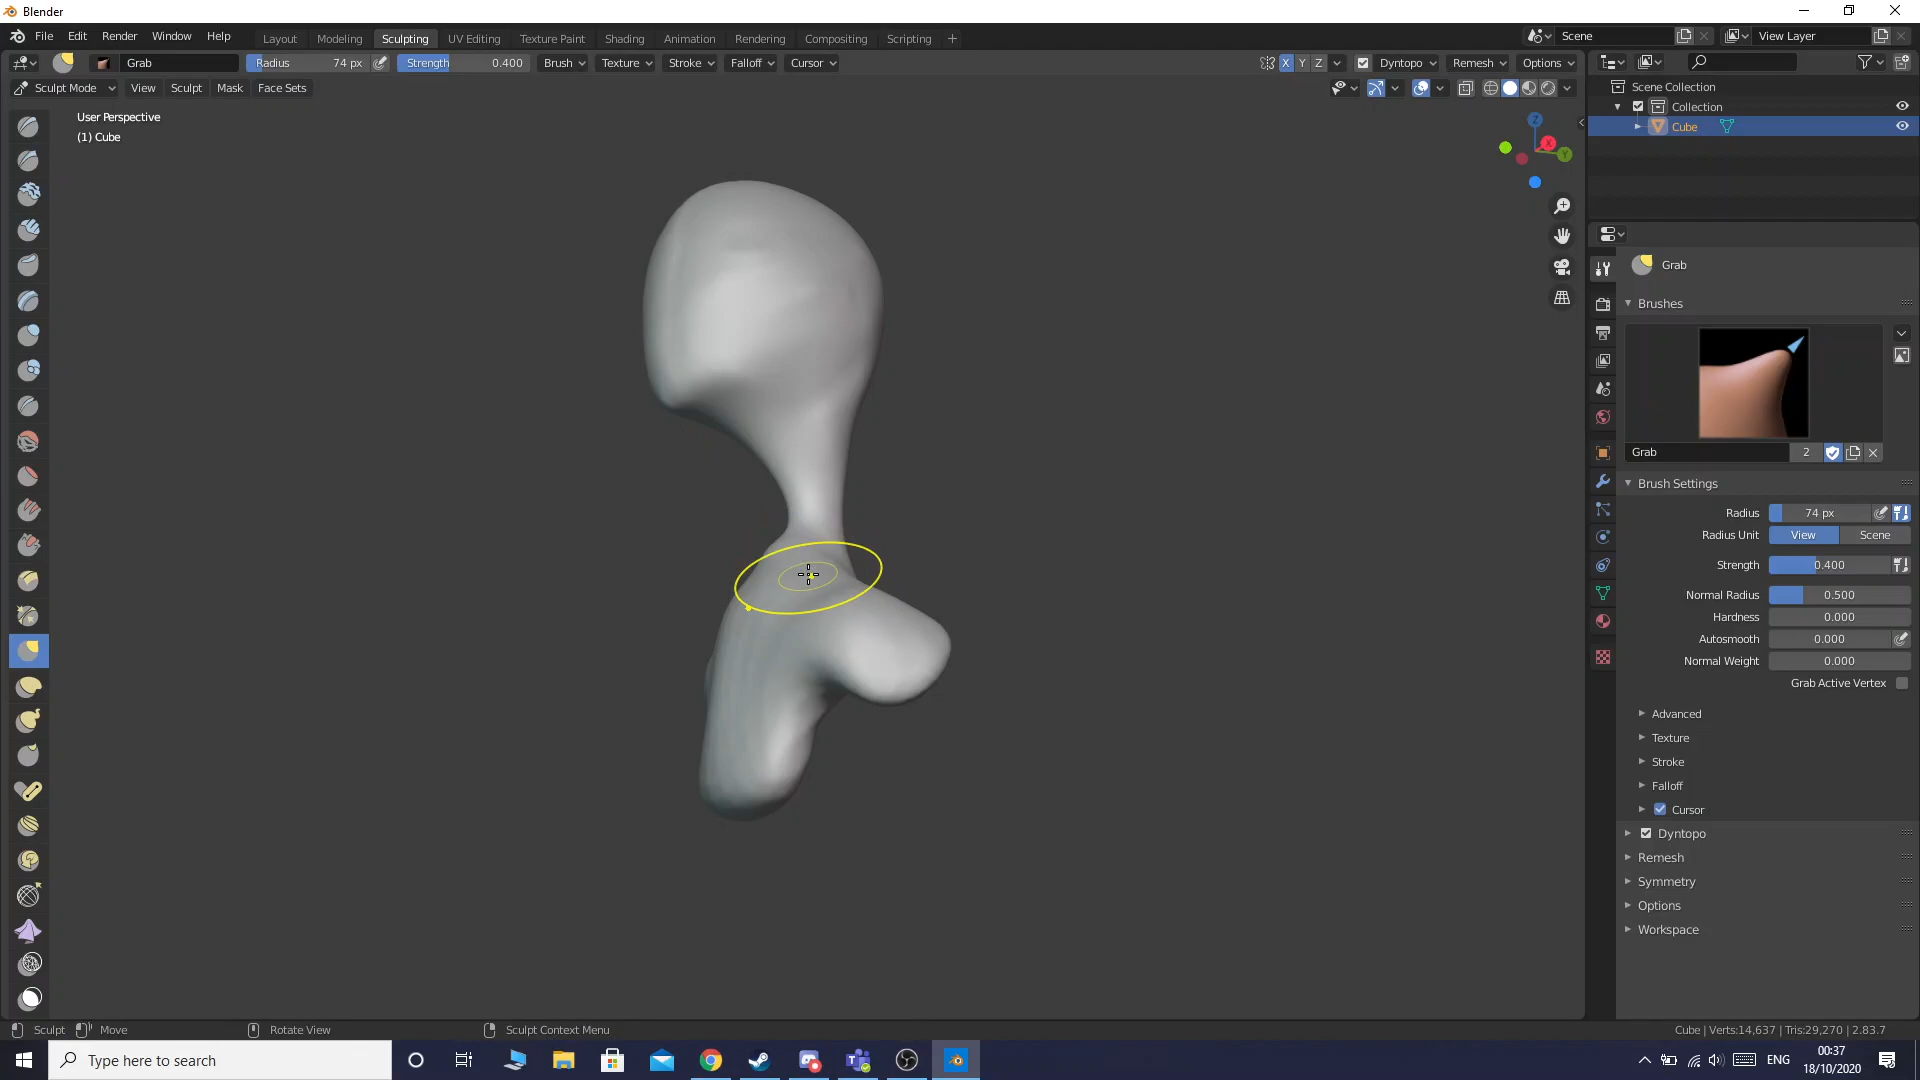 Blender
File Edit Render Window Help Layout Modeling Sculpting UV Editing Texture Paint Shading Animation Rendering Compositing Scripting + Scene View Layer
Grab Radius 74 px Strength 0.400 Brush Texture Stroke Falloff Cursor X Y Z Dyntopo Remesh Options
Sculpt Mode View Sculpt Mask Face Sets
User Perspective
(1) Cube
Z
X
Y
Scene Collection
Collection
Cube
Grab
Brushes
Grab 2
Brush Settings
Radius 74 px
Radius Unit View Scene
Strength 0.400
Normal Radius 0.500
Hardness 0.000
Autosmooth 0.000
Normal Weight 0.000
Grab Active Vertex
Advanced
Texture
Stroke
Falloff
Cursor
Dyntopo
Remesh
Symmetry
Options
Workspace
Sculpt Move Rotate View Sculpt Context Menu Cube | Verts:14,637 | Tris:29,270 | 2.83.7
Type here to search ENG 00:37
18/10/2020